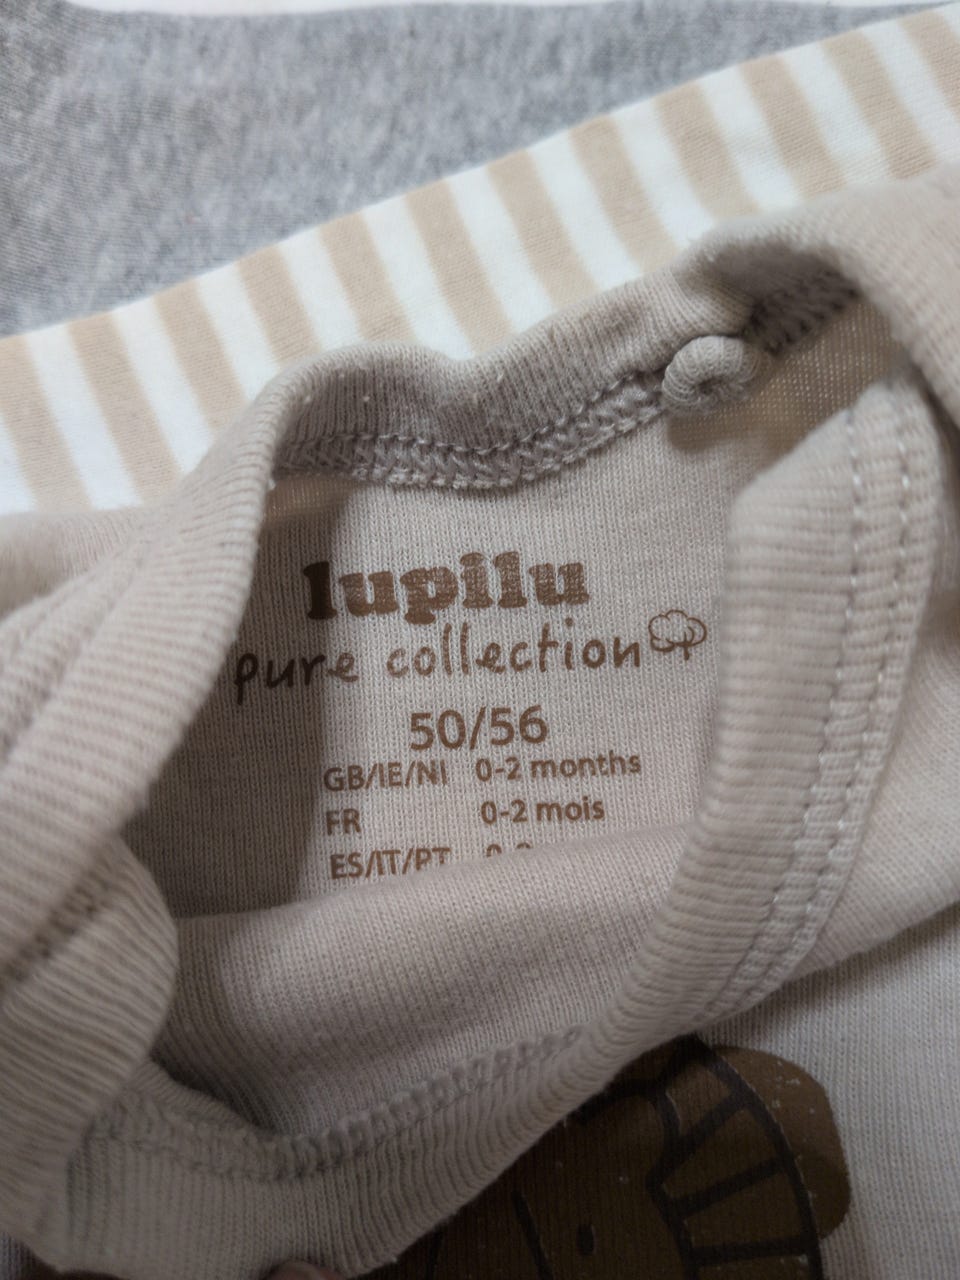 lupilu
pure collection
50/56
GB/IE/NI 0-2 months
FR 0-2 mois
ES/IT/PT